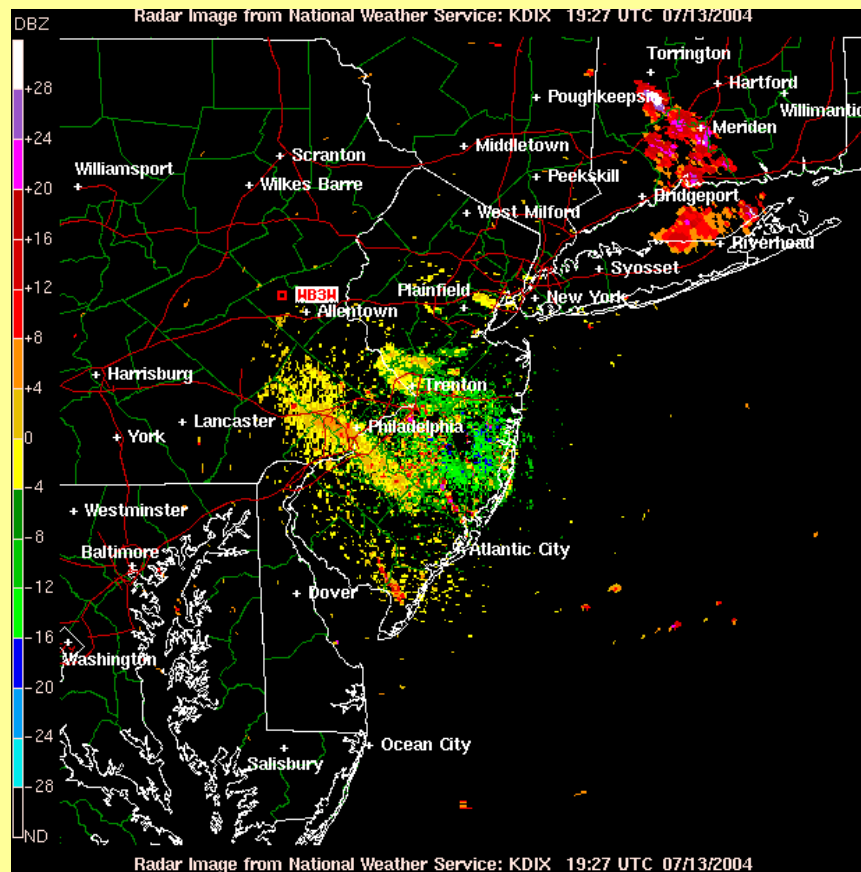 Radar Image from National Weather Service: KDIX 19:27 UTC 07/13/2004
DBZ
+28
+24
+20
+16
+12
+8
+4
0
-4
-8
-12
-16
-20
-24
-28
ND
Torrington
Hartford
Poughkeepsi
Willimantic
Meriden
Middletown
Scranton
Williamsport
Wilkes Barre
Peekskill
Bridgeport
West Milford
Riverhead
Syosset
Plainfield
WB3W
New York
Allentown
Harrisburg
Trenton
Lancaster
Philadelphia
York
Westminster
Baltimore
Atlantic City
Dover
Washington
Ocean City
Salisbury
Radar Image from National Weather Service: KDIX 19:27 UTC 07/13/2004